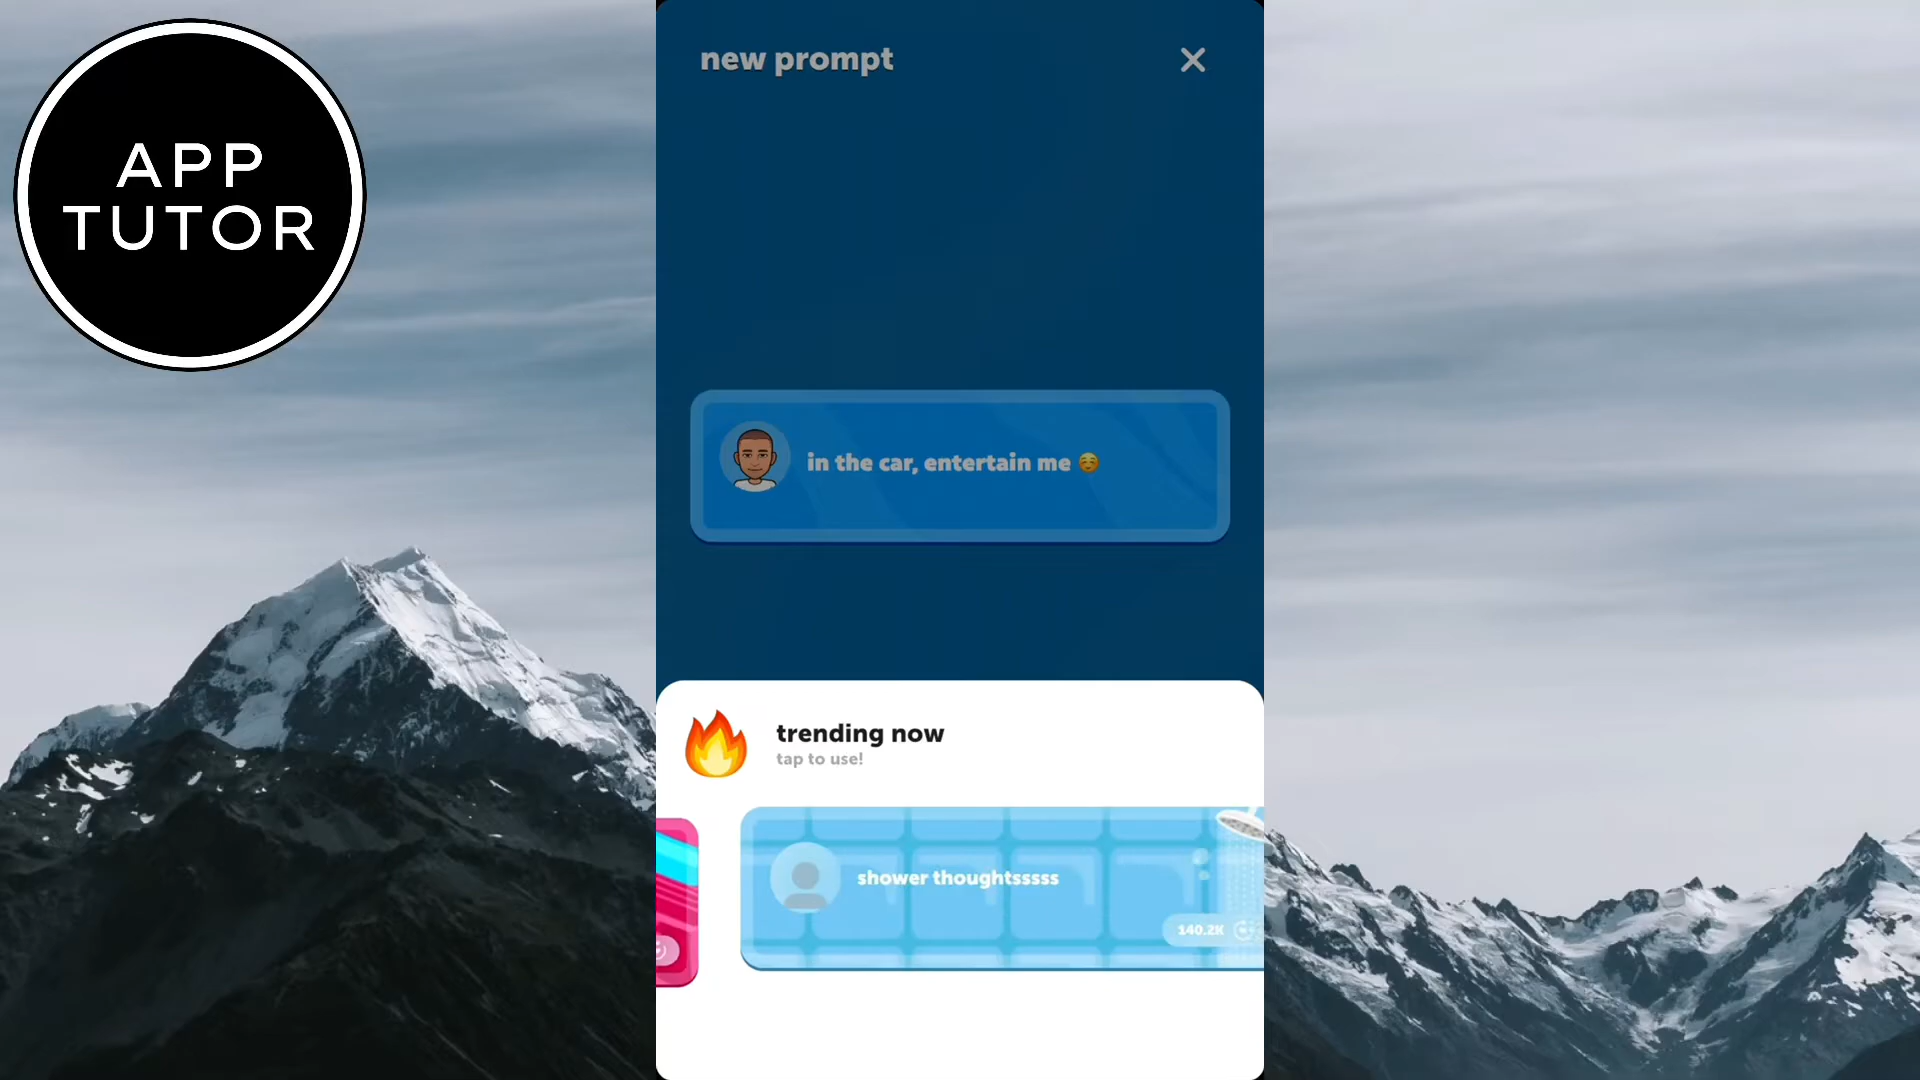 APP
TUTOR
new prompt
in the car, entertain me ☺️
trending now
tap to use!
shower thoughtsssss
140.2K